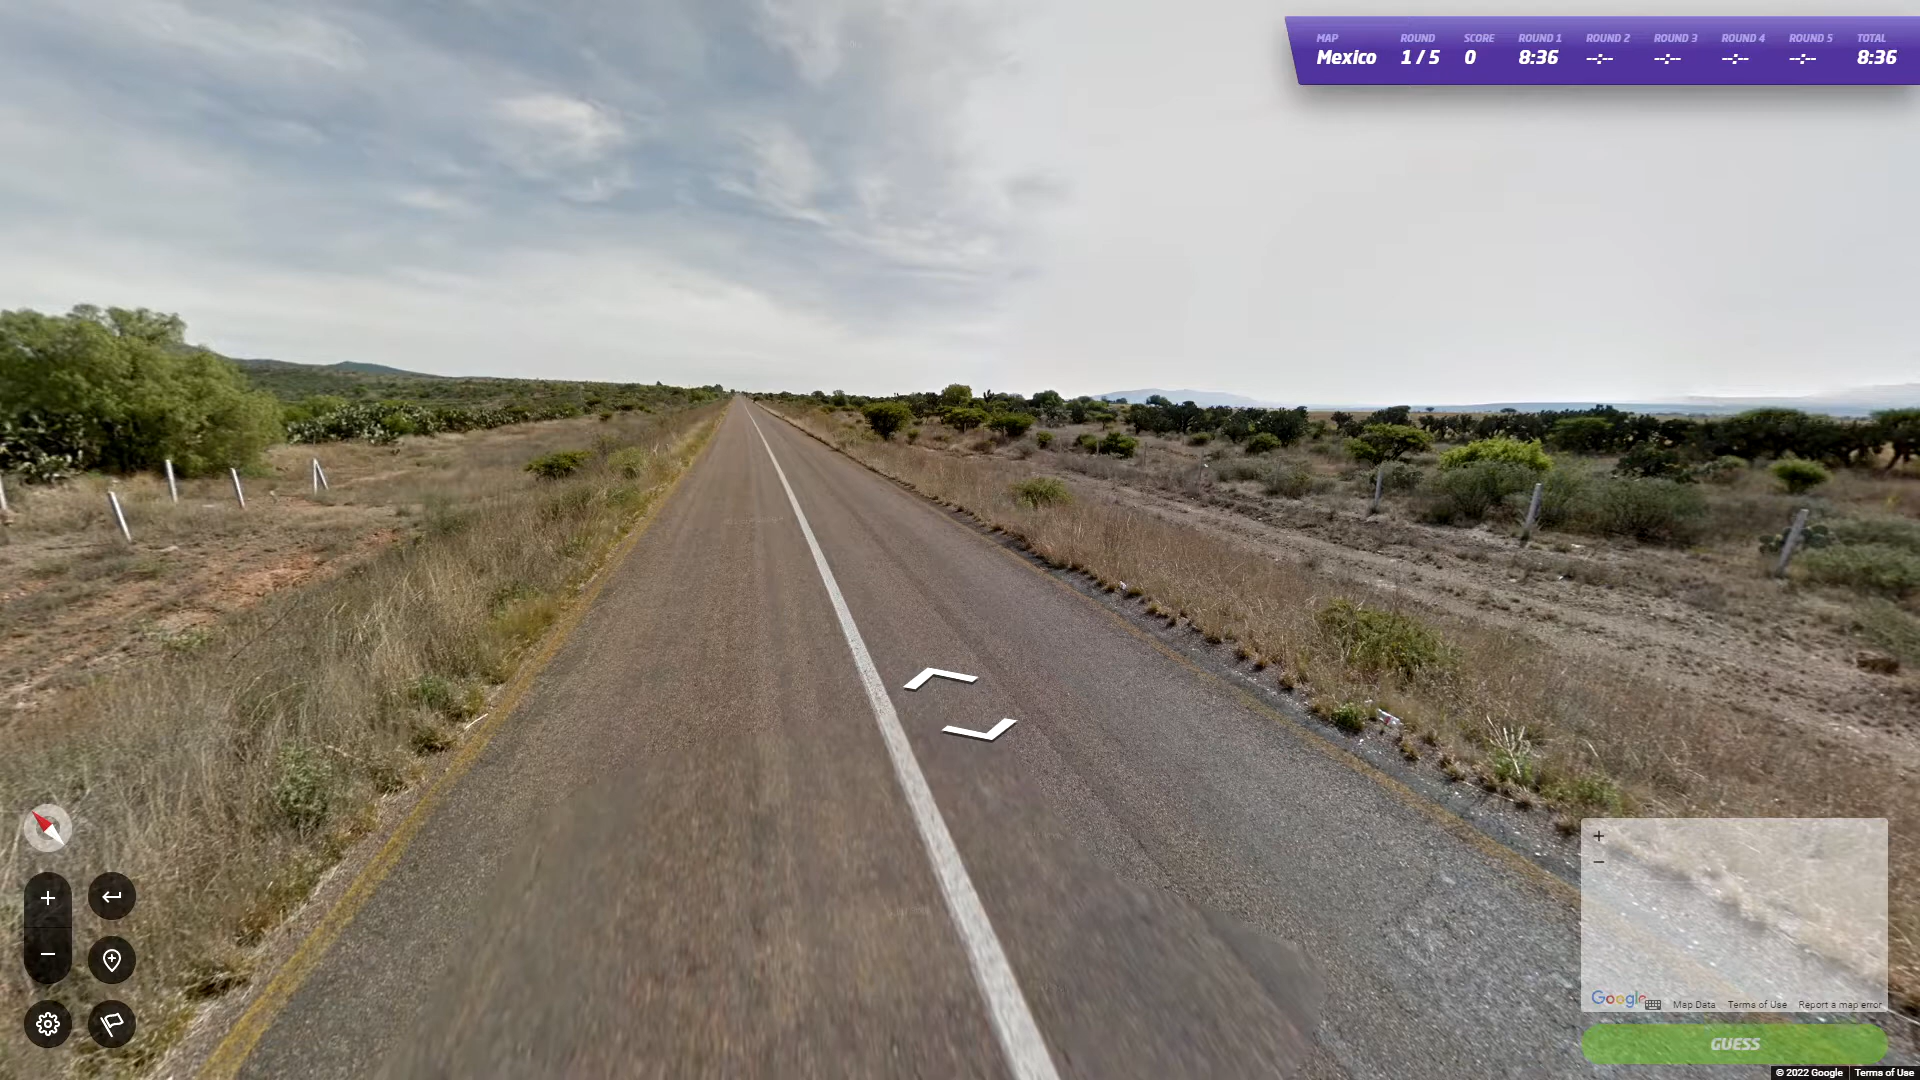 MAP
Mexico
ROUND
1 / 5
SCORE
0
ROUND 1
8:36
ROUND 2
--:--
ROUND 3
--:--
ROUND 4
--:--
ROUND 5
--:--
TOTAL
8:36
+
−
+
−
Google
Map Data
Terms of Use
Report a map error
GUESS
© 2022 Google
Terms of Use